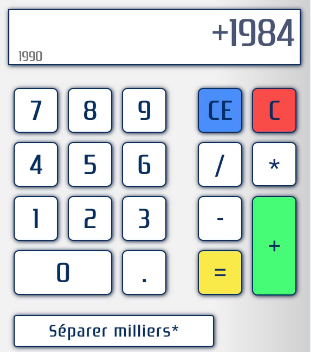 +1984
1990
7 8 9 CE C
4 5 6 / *
1 2 3 - +
0 . =
Séparer milliers*